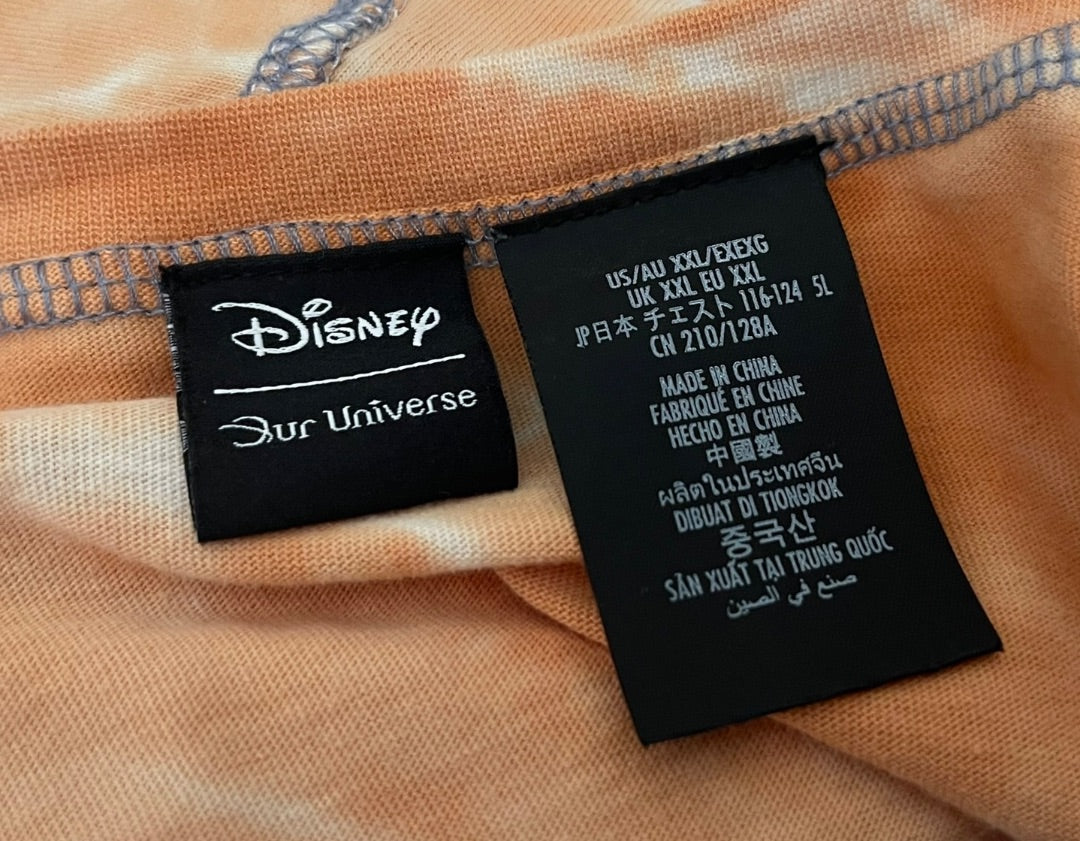 Disney
Our Universe
US/AU XXL/EXEXG
UK XXL EU XXL
JP日本 チェスト 116-124 5L
CN 210/128A
MADE IN CHINA
FABRIQUÉ EN CHINE
HECHO EN CHINA
中國製
ผลิตในประเทศจีน
DIBUAT DI TIONGKOK
중국산
SẢN XUẤT TẠI TRUNG QUỐC
صنع في الصين